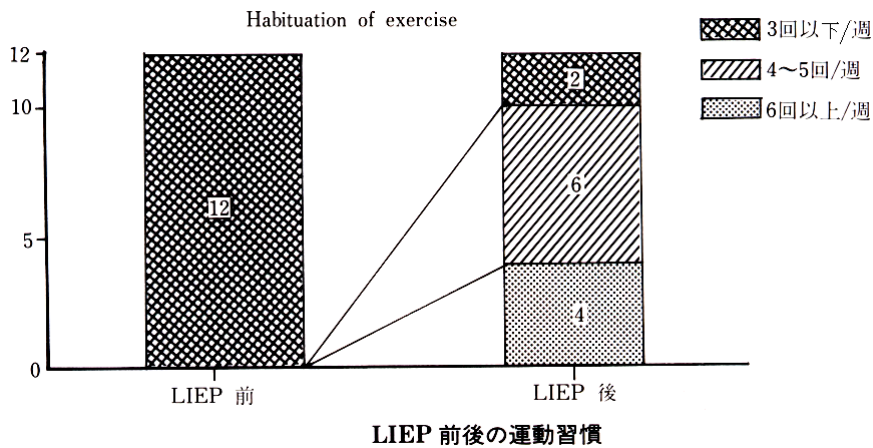 Habituation of exercise
3回以下/週
4〜5回/週
6回以上/週
12
10
5
0
12
2
6
4
LIEP 前
LIEP 後
LIEP 前後の運動習慣